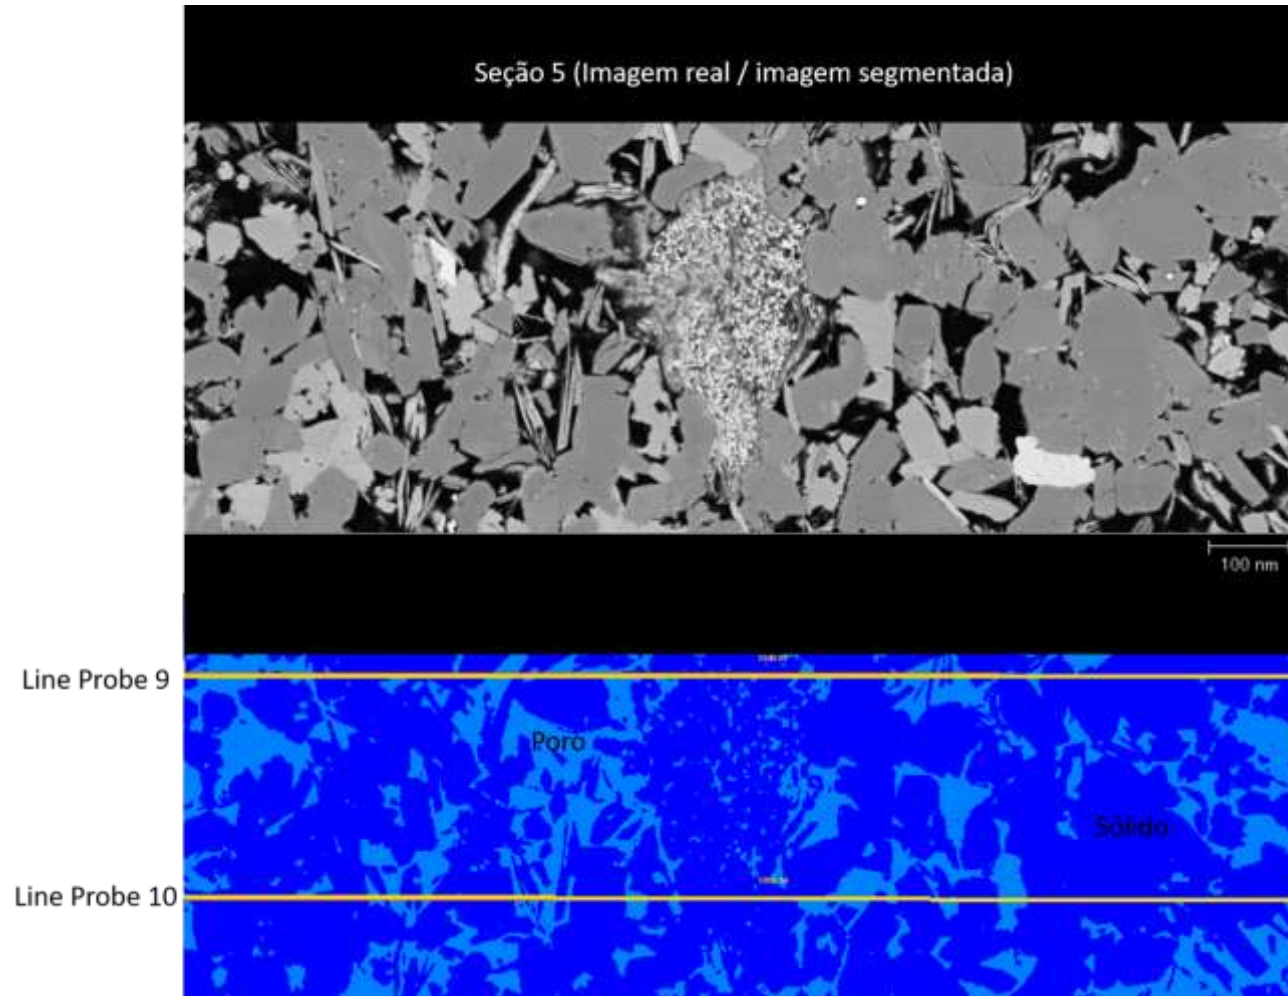 Seção 5 (Imagem real / imagem segmentada)
100 nm
Line Probe 9
Poro
Sólido
Line Probe 10